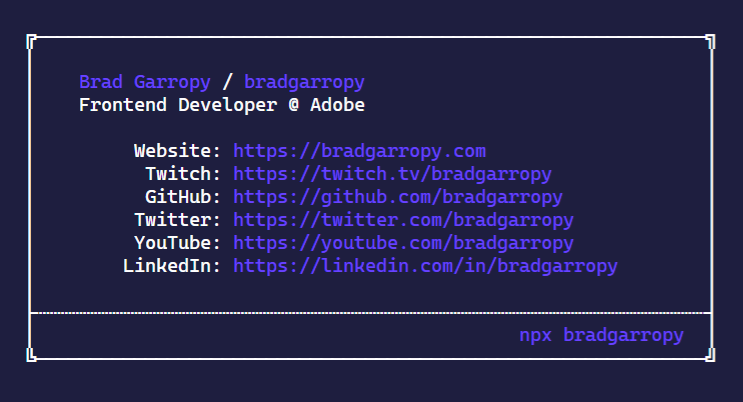 Brad Garropy / bradgarropy
Frontend Developer @ Adobe
Website: https://bradgarropy.com
Twitch: https://twitch.tv/bradgarropy
GitHub: https://github.com/bradgarropy
Twitter: https://twitter.com/bradgarropy
YouTube: https://youtube.com/bradgarropy
LinkedIn: https://linkedin.com/in/bradgarropy
npx bradgarropy